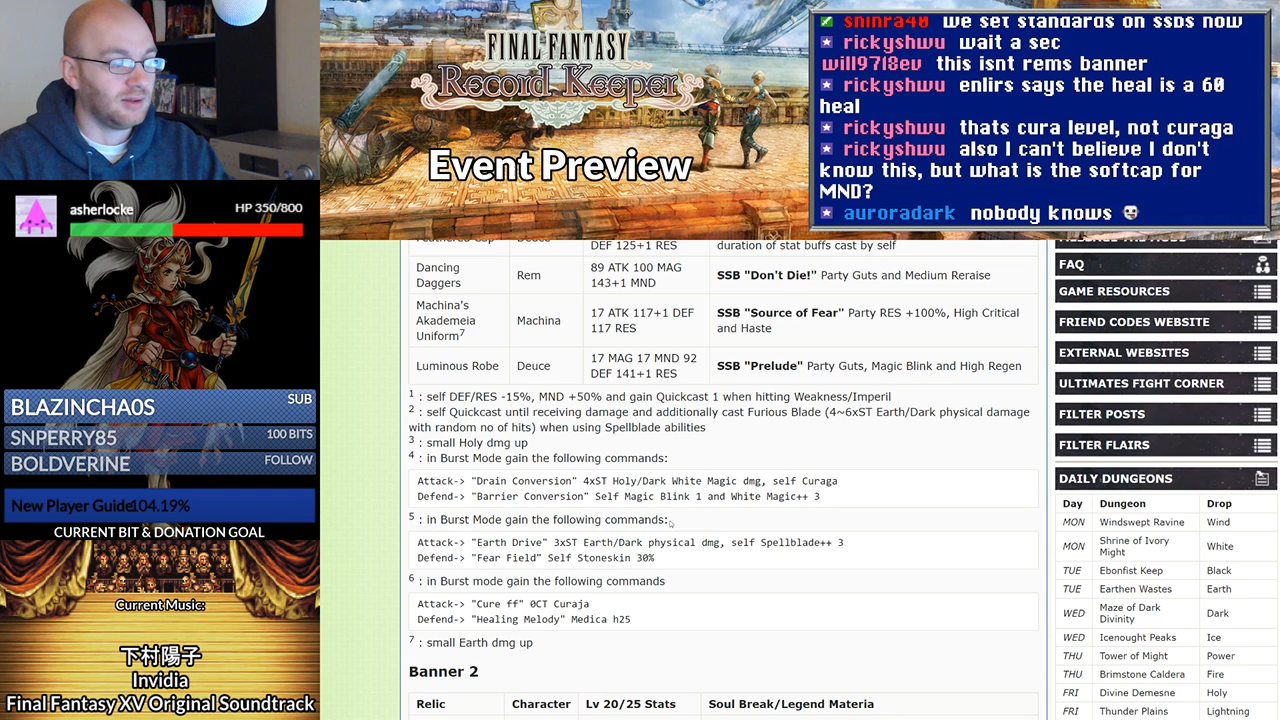 FINAL FANTASY
Record Keeper
Event Preview
sninra40 we set standards on ssbs now
rickyshwu wait a sec
will9718ev this isnt rems banner
rickyshwu enlirs says the heal is a 60
heal
rickyshwu thats cura level, not curaga
rickyshwu also I can't believe I don't
know this, but what is the softcap for
MND?
auroradark nobody knows
asherlocke
HP 350/800
BLAZINCHA0S SUB
SNPERRY85 100 BITS
BOLDVERINE FOLLOW
New Player Guide104.19%
CURRENT BIT & DONATION GOAL
Current Music:
下村陽子
Invidia
Final Fantasy XV Original Soundtrack
Feathered Cap Deuce DEF 125+1 RES duration of stat buffs cast by self
Dancing
Daggers
Rem
89 ATK 100 MAG
143+1 MND
SSB "Don't Die!" Party Guts and Medium Reraise
Machina's
Akademeia
Uniform7
Machina
17 ATK 117+1 DEF
117 RES
SSB "Source of Fear" Party RES +100%, High Critical
and Haste
Luminous Robe
Deuce
17 MAG 17 MND 92
DEF 141+1 RES
SSB "Prelude" Party Guts, Magic Blink and High Regen
1 : self DEF/RES -15%, MND +50% and gain Quickcast 1 when hitting Weakness/Imperil
2 : self Quickcast until receiving damage and additionally cast Furious Blade (4~6xST Earth/Dark physical damage
with random no of hits) when using Spellblade abilities
3 : small Holy dmg up
4 : in Burst Mode gain the following commands:
Attack-> "Drain Conversion" 4xST Holy/Dark White Magic dmg, self Curaga
Defend-> "Barrier Conversion" Self Magic Blink 1 and White Magic++ 3
5 : in Burst Mode gain the following commands:
Attack-> "Earth Drive" 3xST Earth/Dark physical dmg, self Spellblade++ 3
Defend-> "Fear Field" Self Stoneskin 30%
6 : in Burst mode gain the following commands
Attack-> "Cure ff" 0CT Curaja
Defend-> "Healing Melody" Medica h25
7 : small Earth dmg up
Banner 2
Relic Character Lv 20/25 Stats Soul Break/Legend Materia
FAQ
GAME RESOURCES
FRIEND CODES WEBSITE
EXTERNAL WEBSITES
ULTIMATES FIGHT CORNER
FILTER POSTS
FILTER FLAIRS
DAILY DUNGEONS
Day Dungeon Drop
MON Windswept Ravine Wind
MON Shrine of Ivory
Might White
TUE Ebonfist Keep Black
TUE Earthen Wastes Earth
WED Maze of Dark
Divinity Dark
WED Icenought Peaks Ice
THU Tower of Might Power
THU Brimstone Caldera Fire
FRI Divine Demesne Holy
FRI Thunder Plains Lightning